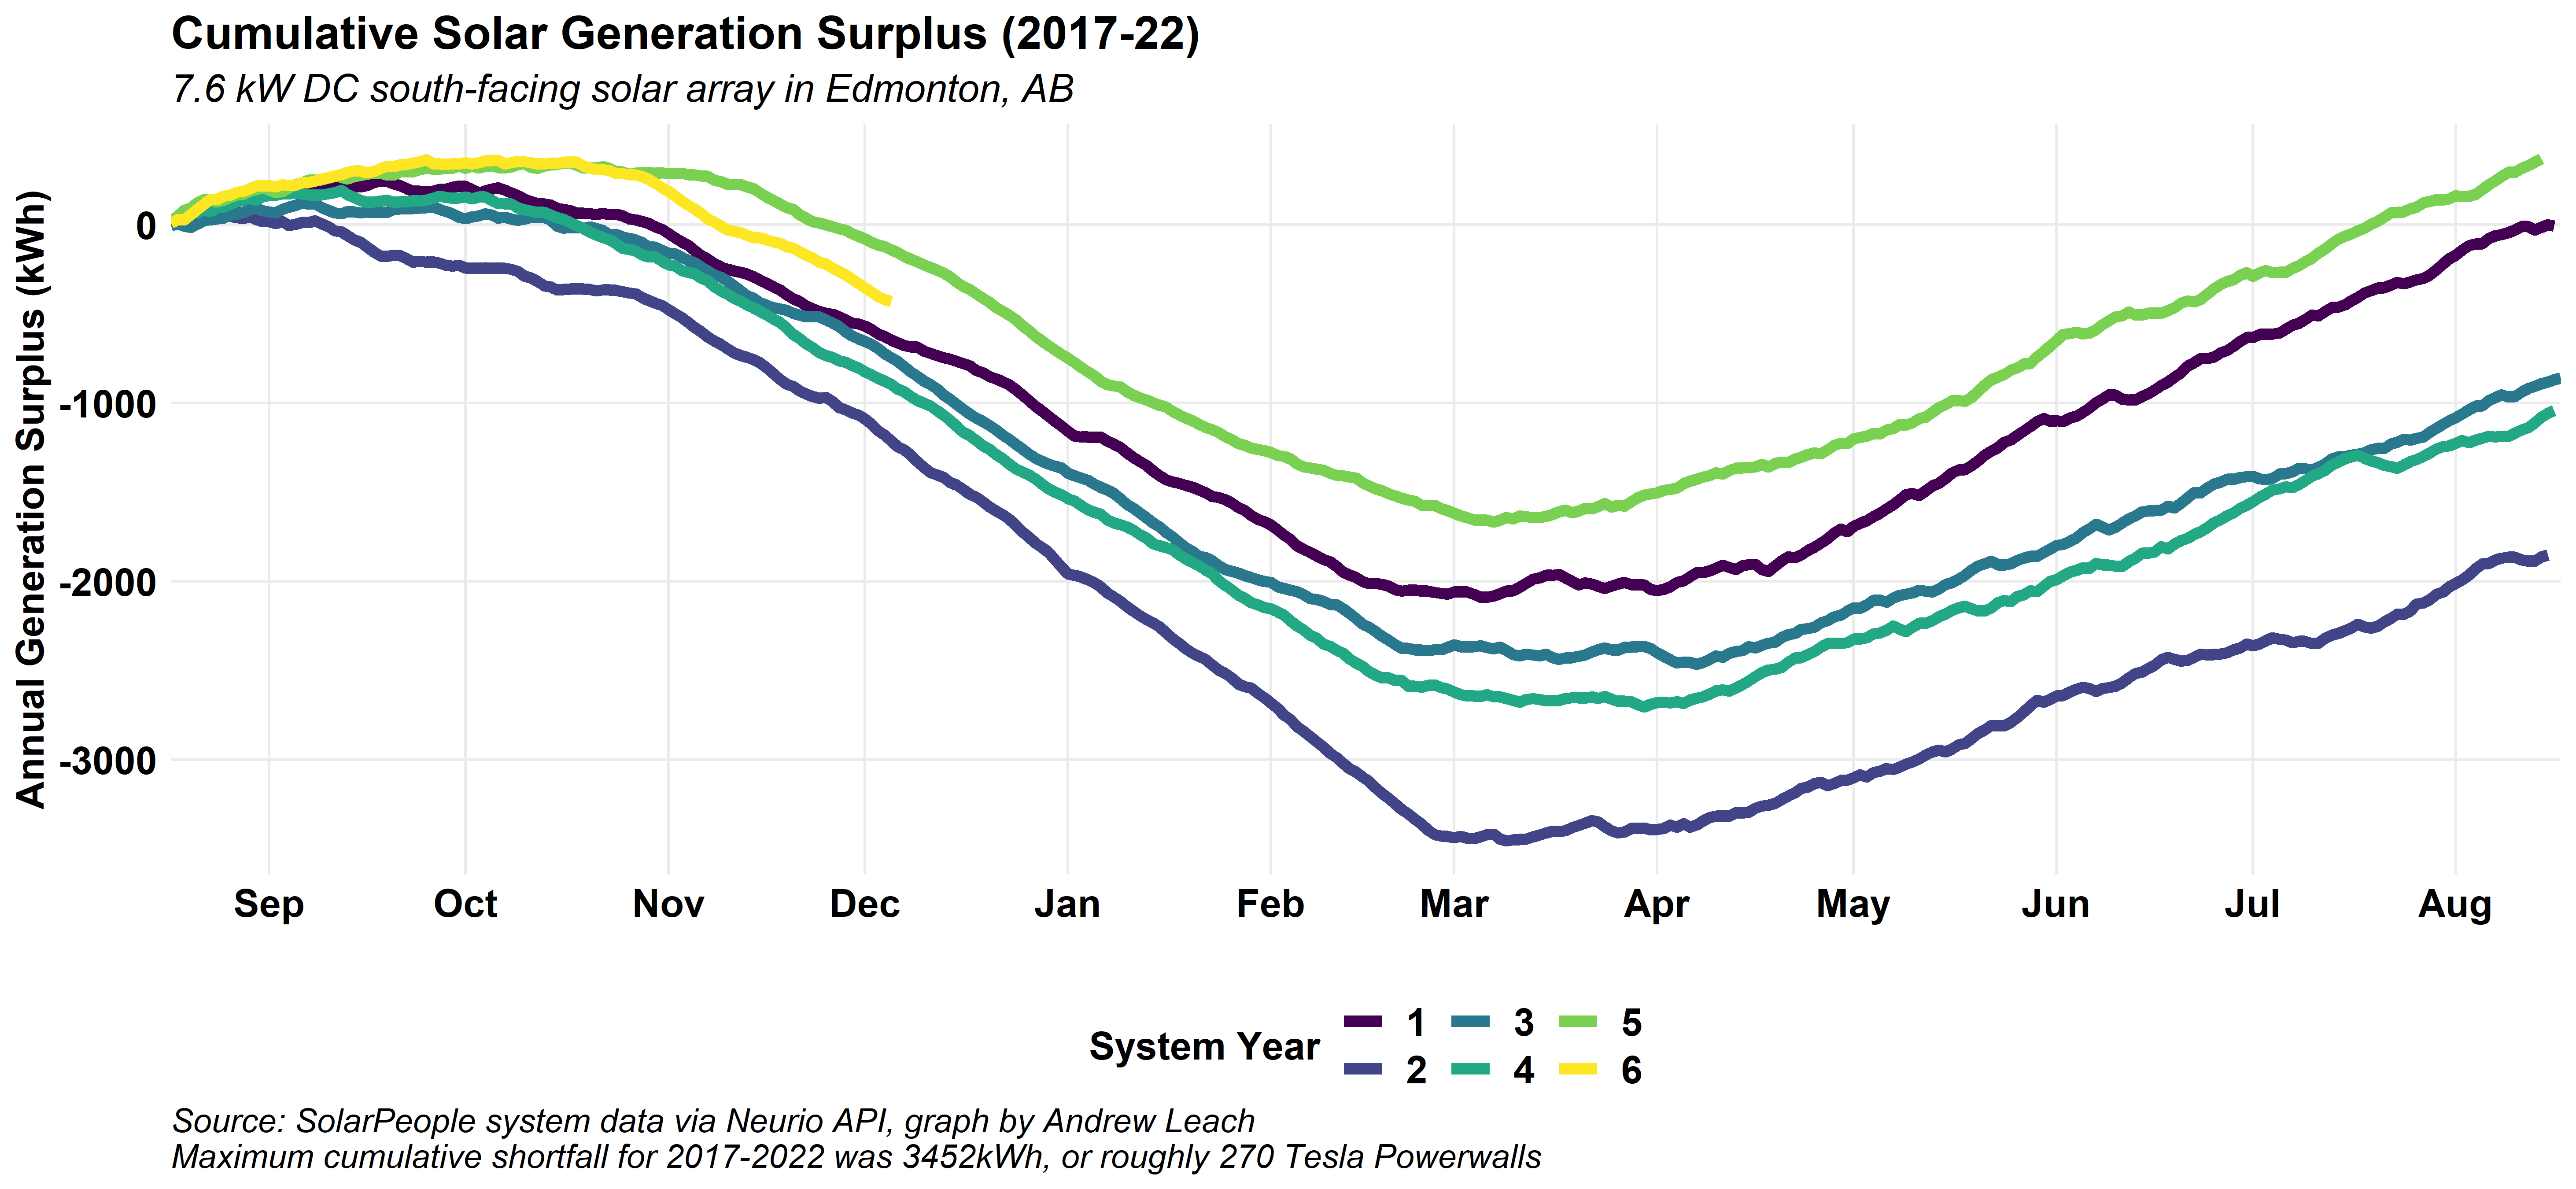 Cumulative Solar Generation Surplus (2017-22)
7.6 kW DC south-facing solar array in Edmonton, AB
Annual Generation Surplus (kWh)
0
-1000
-2000
-3000
Sep Oct Nov Dec Jan Feb Mar Apr May Jun Jul Aug
System Year
1 3 5
2 4 6
Source: SolarPeople system data via Neurio API, graph by Andrew Leach
Maximum cumulative shortfall for 2017-2022 was 3452kWh, or roughly 270 Tesla Powerwalls